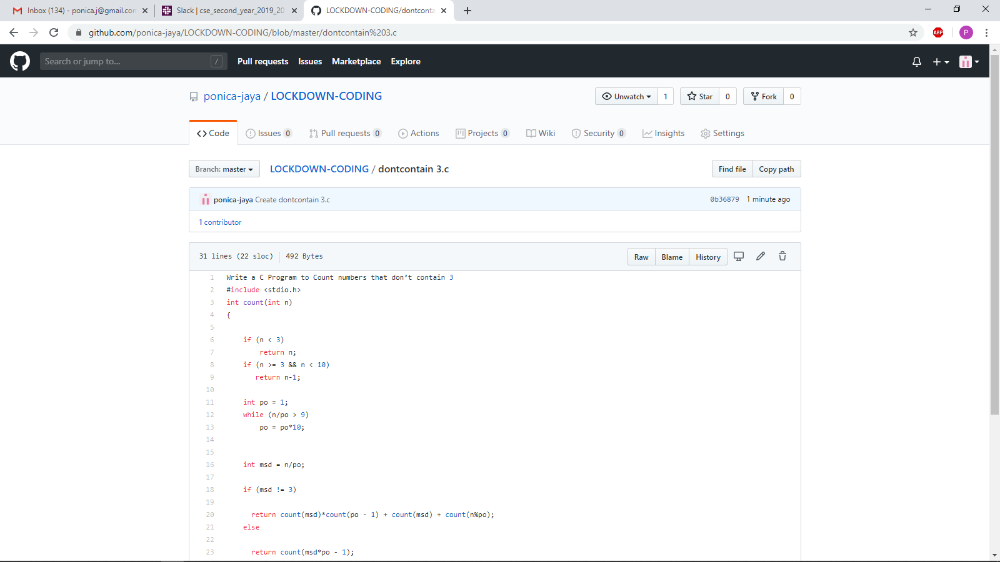 Inbox (134) - ponica.j@gmail.com
Slack | cse_second_year_2019_20
LOCKDOWN-CODING/dontconta
github.com/ponica-jaya/LOCKDOWN-CODING/blob/master/dontcontain%203.c
ABP
P
Search or jump to...
/
Pull requests
Issues
Marketplace
Explore
ponica-jaya / LOCKDOWN-CODING
Unwatch 1
Star 0
Fork 0
Code
Issues 0
Pull requests 0
Actions
Projects 0
Wiki
Security 0
Insights
Settings
Branch: master
LOCKDOWN-CODING / dontcontain 3.c
Find file
Copy path
ponica-jaya Create dontcontain 3.c
0b36879 1 minute ago
1 contributor
31 lines (22 sloc) 492 Bytes
Raw
Blame
History
1 Write a C Program to Count numbers that don’t contain 3
2 #include <stdio.h>
3 int count(int n)
4 {
5
6 if (n < 3)
7 return n;
8 if (n >= 3 && n < 10)
9 return n-1;
10
11 int po = 1;
12 while (n/po > 9)
13 po = po*10;
14
15
16 int msd = n/po;
17
18 if (msd != 3)
19
20 return count(msd)*count(po - 1) + count(msd) + count(n%po);
21 else
22
23 return count(msd*po - 1);